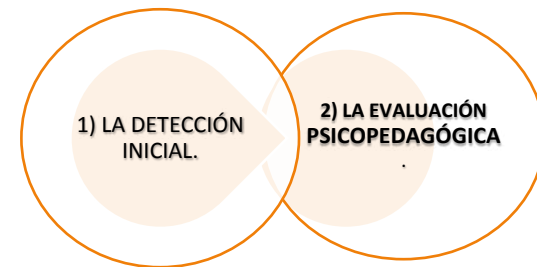 1) LA DETECCIÓN
INICIAL.
2) LA EVALUACIÓN
PSICOPEDAGÓGICA
.